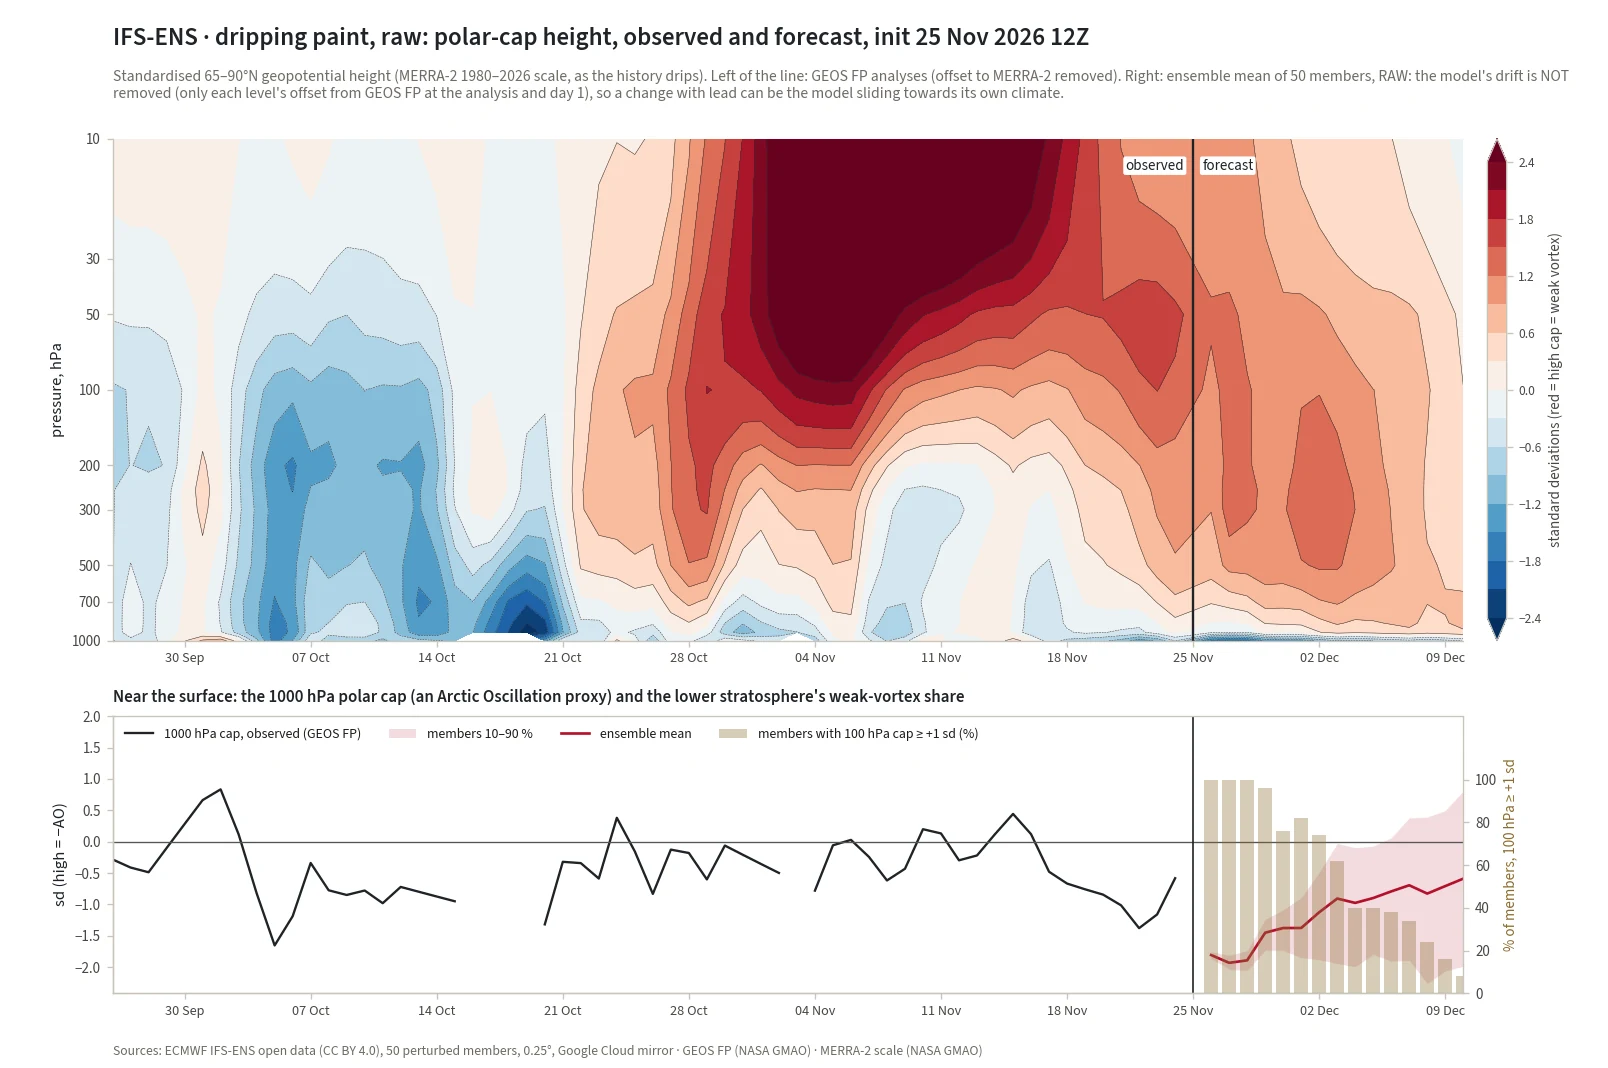 IFS-ENS · dripping paint, raw: polar-cap height, observed and forecast, init 25 Nov 2026 12Z
Standardised 65–90°N geopotential height (MERRA-2 1980–2026 scale, as the history drips). Left of the line: GEOS FP analyses (offset to MERRA-2 removed). Right: ensemble mean of 50 members, RAW: the model's drift is NOT
removed (only each level's offset from GEOS FP at the analysis and day 1), so a change with lead can be the model sliding towards its own climate.
pressure, hPa
10
30
50
100
200
300
500
700
1000
observed
forecast
30 Sep
07 Oct
14 Oct
21 Oct
28 Oct
04 Nov
11 Nov
18 Nov
25 Nov
02 Dec
09 Dec
2.4
1.8
1.2
0.6
0.0
−0.6
−1.2
−1.8
−2.4
standard deviations (red = high cap = weak vortex)
Near the surface: the 1000 hPa polar cap (an Arctic Oscillation proxy) and the lower stratosphere's weak-vortex share
sd (high = −AO)
2.0
1.5
1.0
0.5
0.0
−0.5
−1.0
−1.5
−2.0
1000 hPa cap, observed (GEOS FP)
members 10–90 %
ensemble mean
members with 100 hPa cap ≥ +1 sd (%)
100
80
60
40
20
0
% of members, 100 hPa ≥ +1 sd
30 Sep
07 Oct
14 Oct
21 Oct
28 Oct
04 Nov
11 Nov
18 Nov
25 Nov
02 Dec
09 Dec
Sources: ECMWF IFS-ENS open data (CC BY 4.0), 50 perturbed members, 0.25°, Google Cloud mirror · GEOS FP (NASA GMAO) · MERRA-2 scale (NASA GMAO)